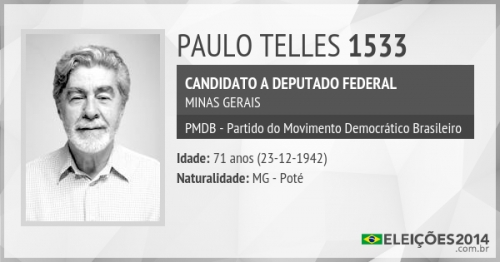 PAULO TELLES 1533
CANDIDATO A DEPUTADO FEDERAL
MINAS GERAIS
PMDB - Partido do Movimento Democrático Brasileiro
Idade: 71 anos (23-12-1942)
Naturalidade: MG - Poté
ELEIÇÕES2014
.com.br